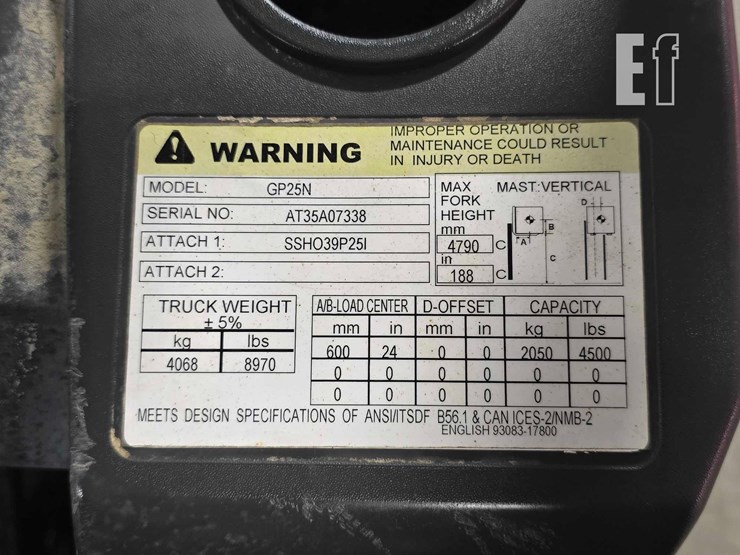 Ef
WARNING
IMPROPER OPERATION OR
MAINTENANCE COULD RESULT
IN INJURY OR DEATH
MODEL: GP25N
SERIAL NO: AT35A07338
ATTACH 1: SSHO39P25I
ATTACH 2:
MAX FORK HEIGHT
MAST:VERTICAL
mm
4790 C
in
188 C
D
A
B
C
TRUCK WEIGHT
± 5%
kg lbs
4068 8970
A/B-LOAD CENTER D-OFFSET CAPACITY
mm in mm in kg lbs
600 24 0 0 2050 4500
0 0 0 0 0 0
0 0 0 0 0 0
MEETS DESIGN SPECIFICATIONS OF ANSI/ITSDF B56.1 & CAN ICES-2/NMB-2
ENGLISH 93083-17800